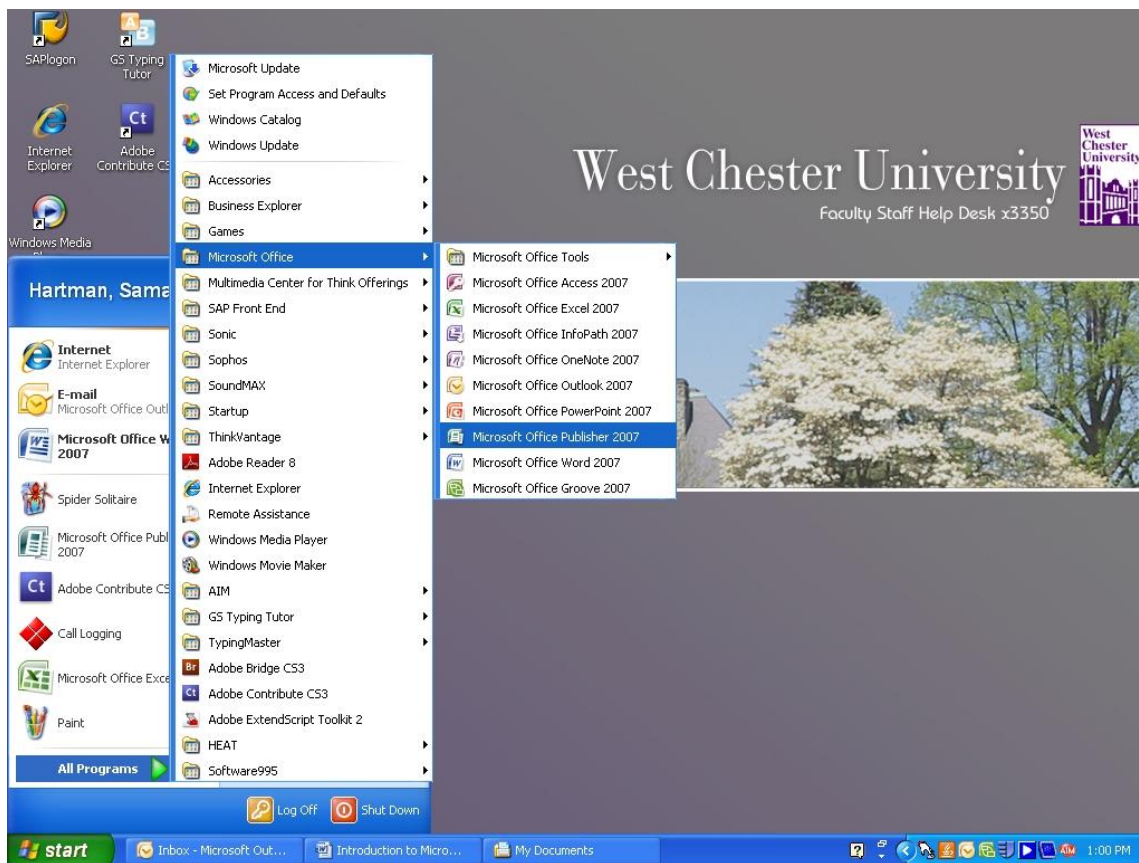 SAPlogon
GS Typing
Tutor
Internet
Explorer
Ct
Adobe
Contribute CS
Windows Media
West Chester University
Faculty Staff Help Desk x3350
West
Chester
University
Hartman, Sama
Internet
Internet Explorer
E-mail
Microsoft Office Outl
Microsoft Office W
2007
Spider Solitaire
Microsoft Office Publ
2007
Ct
Adobe Contribute CS
Call Logging
Microsoft Office Exce
Paint
All Programs
Microsoft Update
Set Program Access and Defaults
Windows Catalog
Windows Update
Accessories
Business Explorer
Games
Microsoft Office
Multimedia Center for Think Offerings
SAP Front End
Sonic
Sophos
SoundMAX
Startup
ThinkVantage
Adobe Reader 8
Internet Explorer
Remote Assistance
Windows Media Player
Windows Movie Maker
AIM
GS Typing Tutor
TypingMaster
Br Adobe Bridge CS3
Ct Adobe Contribute CS3
Adobe ExtendScript Toolkit 2
HEAT
Software995
Microsoft Office Tools
Microsoft Office Access 2007
Microsoft Office Excel 2007
Microsoft Office InfoPath 2007
Microsoft Office OneNote 2007
Microsoft Office Outlook 2007
Microsoft Office PowerPoint 2007
Microsoft Office Publisher 2007
Microsoft Office Word 2007
Microsoft Office Groove 2007
Log Off
Shut Down
start
Inbox - Microsoft Out...
Introduction to Micro...
My Documents
1:00 PM